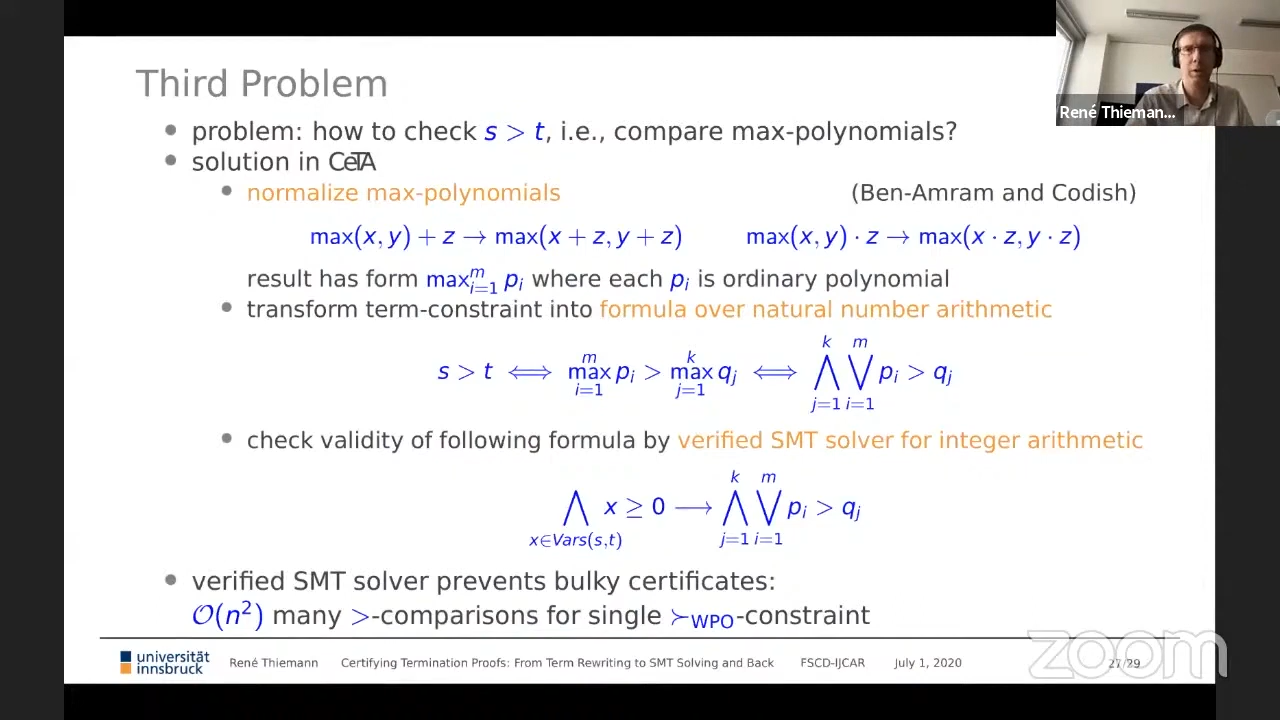 Third Problem
René Thieman...
• problem: how to check s > t, i.e., compare max-polynomials?
• solution in CeTA
• normalize max-polynomials (Ben-Amram and Codish)
max(x, y) + z → max(x + z, y + z) max(x, y) · z → max(x · z, y · z)
result has form max_{i=1}^{m} p_i where each p_i is ordinary polynomial
• transform term-constraint into formula over natural number arithmetic
s > t ⟺ max_{i=1}^{m} p_i > max_{j=1}^{k} q_j ⟺ ⋀_{j=1}^{k} ⋁_{i=1}^{m} p_i > q_j
• check validity of following formula by verified SMT solver for integer arithmetic
⋀_{x∈Vars(s,t)} x ≥ 0 ⟶ ⋀_{j=1}^{k} ⋁_{i=1}^{m} p_i > q_j
• verified SMT solver prevents bulky certificates:
O(n²) many >-comparisons for single ≻_WPO-constraint
universität
innsbruck
René Thiemann Certifying Termination Proofs: From Term Rewriting to SMT Solving and Back FSCD-IJCAR July 1, 2020 27/29
zoom